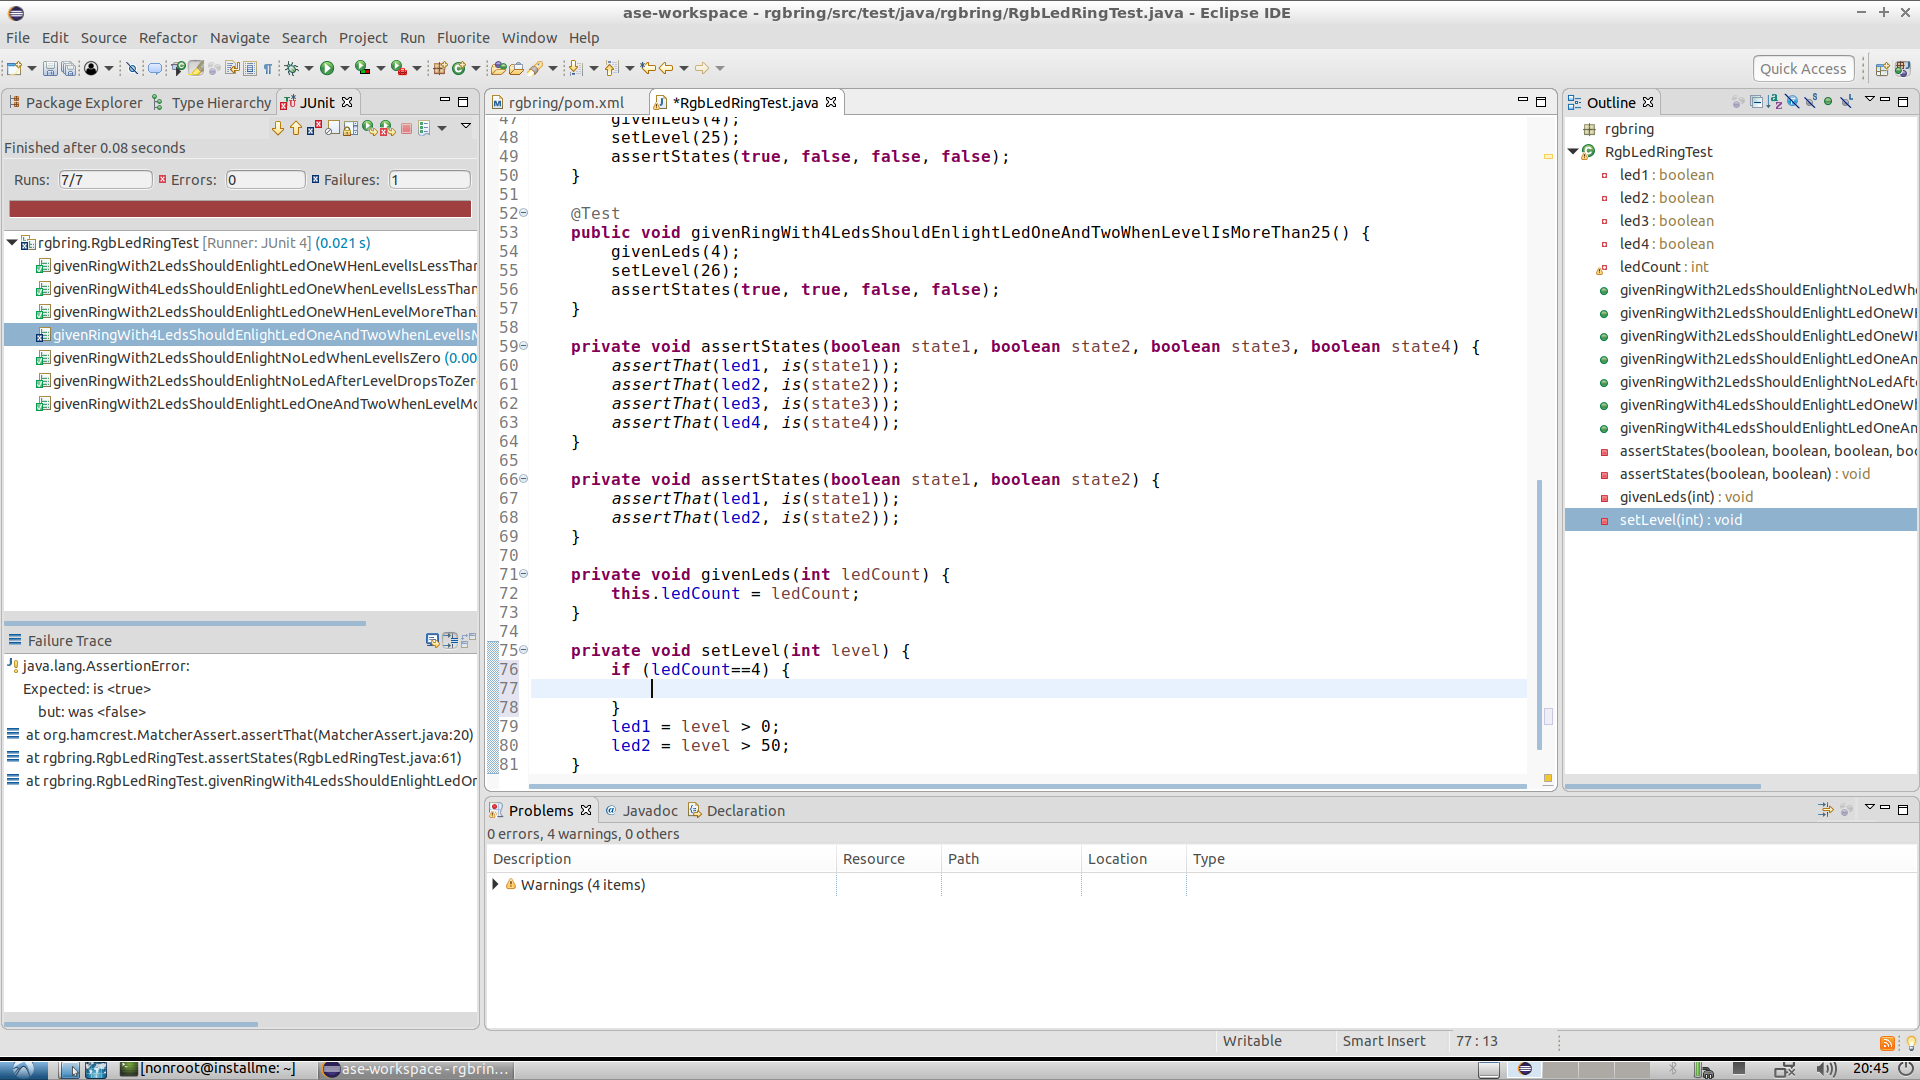 ase-workspace - rgbring/src/test/java/rgbring/RgbLedRingTest.java - Eclipse IDE
File Edit Source Refactor Navigate Search Project Run Fluorite Window Help
Quick Access
Package Explorer Type Hierarchy JUnit
Finished after 0.08 seconds
Runs: 7/7 Errors: 0 Failures: 1
rgbring.RgbLedRingTest [Runner: JUnit 4] (0.021 s)
givenRingWith2LedsShouldEnlightLedOneWHenLevelIsLessThan
givenRingWith4LedsShouldEnlightLedOneWhenLevelIsLessThan
givenRingWith2LedsShouldEnlightLedOneWHenLevelMoreThan
givenRingWith4LedsShouldEnlightLedOneAndTwoWhenLevelIsM
givenRingWith2LedsShouldEnlightNoLedWhenLevelIsZero (0.00
givenRingWith2LedsShouldEnlightNoLedAfterLevelDropsToZer
givenRingWith2LedsShouldEnlightLedOneAndTwoWhenLevelMo
Failure Trace
java.lang.AssertionError:
Expected: is <true>
but: was <false>
at org.hamcrest.MatcherAssert.assertThat(MatcherAssert.java:20)
at rgbring.RgbLedRingTest.assertStates(RgbLedRingTest.java:61)
at rgbring.RgbLedRingTest.givenRingWith4LedsShouldEnlightLedOr
rgbring/pom.xml *RgbLedRingTest.java
47 givenLeds(4);
48 setLevel(25);
49 assertStates(true, false, false, false);
50 }
51
52 @Test
53 public void givenRingWith4LedsShouldEnlightLedOneAndTwoWhenLevelIsMoreThan25() {
54 givenLeds(4);
55 setLevel(26);
56 assertStates(true, true, false, false);
57 }
58
59 private void assertStates(boolean state1, boolean state2, boolean state3, boolean state4) {
60 assertThat(led1, is(state1));
61 assertThat(led2, is(state2));
62 assertThat(led3, is(state3));
63 assertThat(led4, is(state4));
64 }
65
66 private void assertStates(boolean state1, boolean state2) {
67 assertThat(led1, is(state1));
68 assertThat(led2, is(state2));
69 }
70
71 private void givenLeds(int ledCount) {
72 this.ledCount = ledCount;
73 }
74
75 private void setLevel(int level) {
76 if (ledCount==4) {
77
78 }
79 led1 = level > 0;
80 led2 = level > 50;
81 }
Outline
rgbring
RgbLedRingTest
led1 : boolean
led2 : boolean
led3 : boolean
led4 : boolean
ledCount : int
givenRingWith2LedsShouldEnlightNoLedWhe
givenRingWith2LedsShouldEnlightLedOneWH
givenRingWith2LedsShouldEnlightLedOneWH
givenRingWith2LedsShouldEnlightLedOneAn
givenRingWith2LedsShouldEnlightNoLedAfte
givenRingWith4LedsShouldEnlightLedOneWh
givenRingWith4LedsShouldEnlightLedOneAn
assertStates(boolean, boolean, boolean, boo
assertStates(boolean, boolean) : void
givenLeds(int) : void
setLevel(int) : void
Problems Javadoc Declaration
0 errors, 4 warnings, 0 others
Description Resource Path Location Type
Warnings (4 items)
Writable Smart Insert 77 : 13
[nonroot@installme: ~] ase-workspace - rgbrin... 20:45